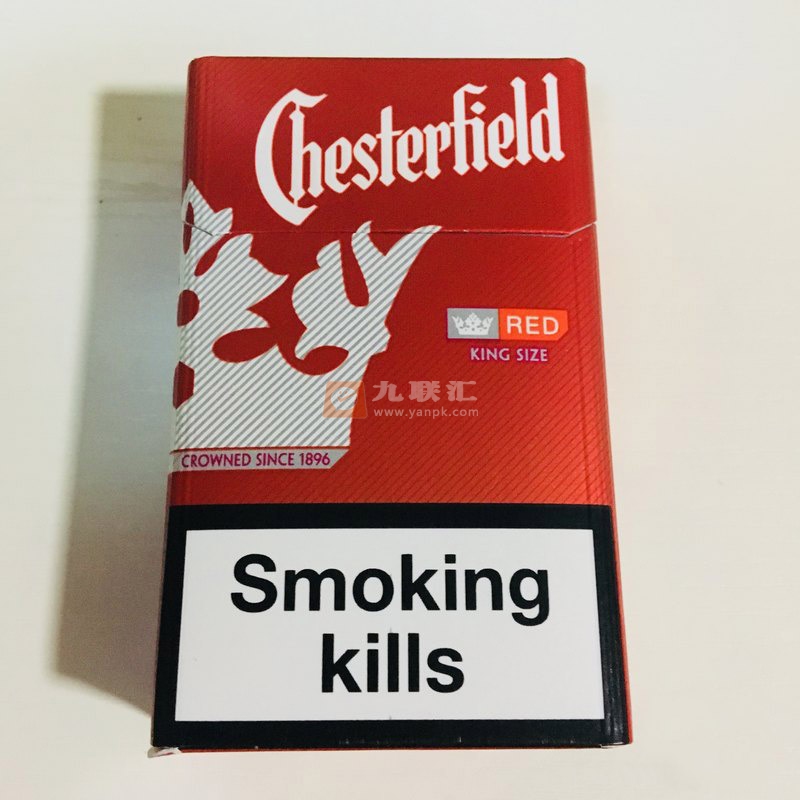 Chesterfield
RED
KING SIZE
九联汇
www.yanpk.com
CROWNED SINCE 1896
Smoking
kills